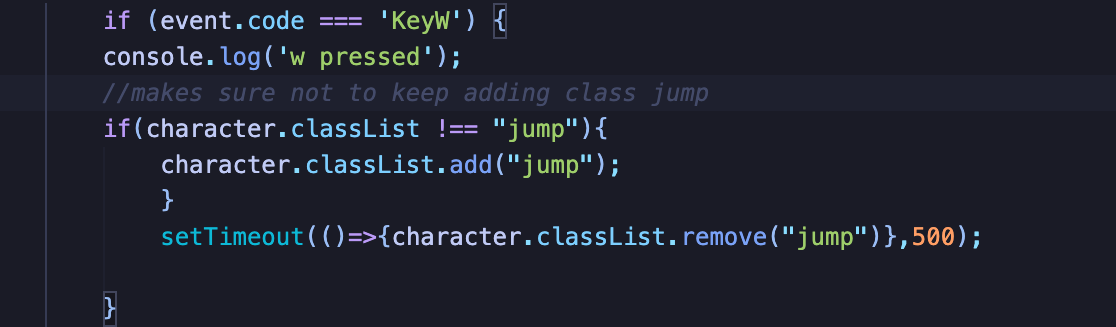 if (event.code === 'KeyW') {
console.log('w pressed');
//makes sure not to keep adding class jump
if(character.classList !== "jump"){
character.classList.add("jump");
}
setTimeout(()=>{character.classList.remove("jump")},500);
}